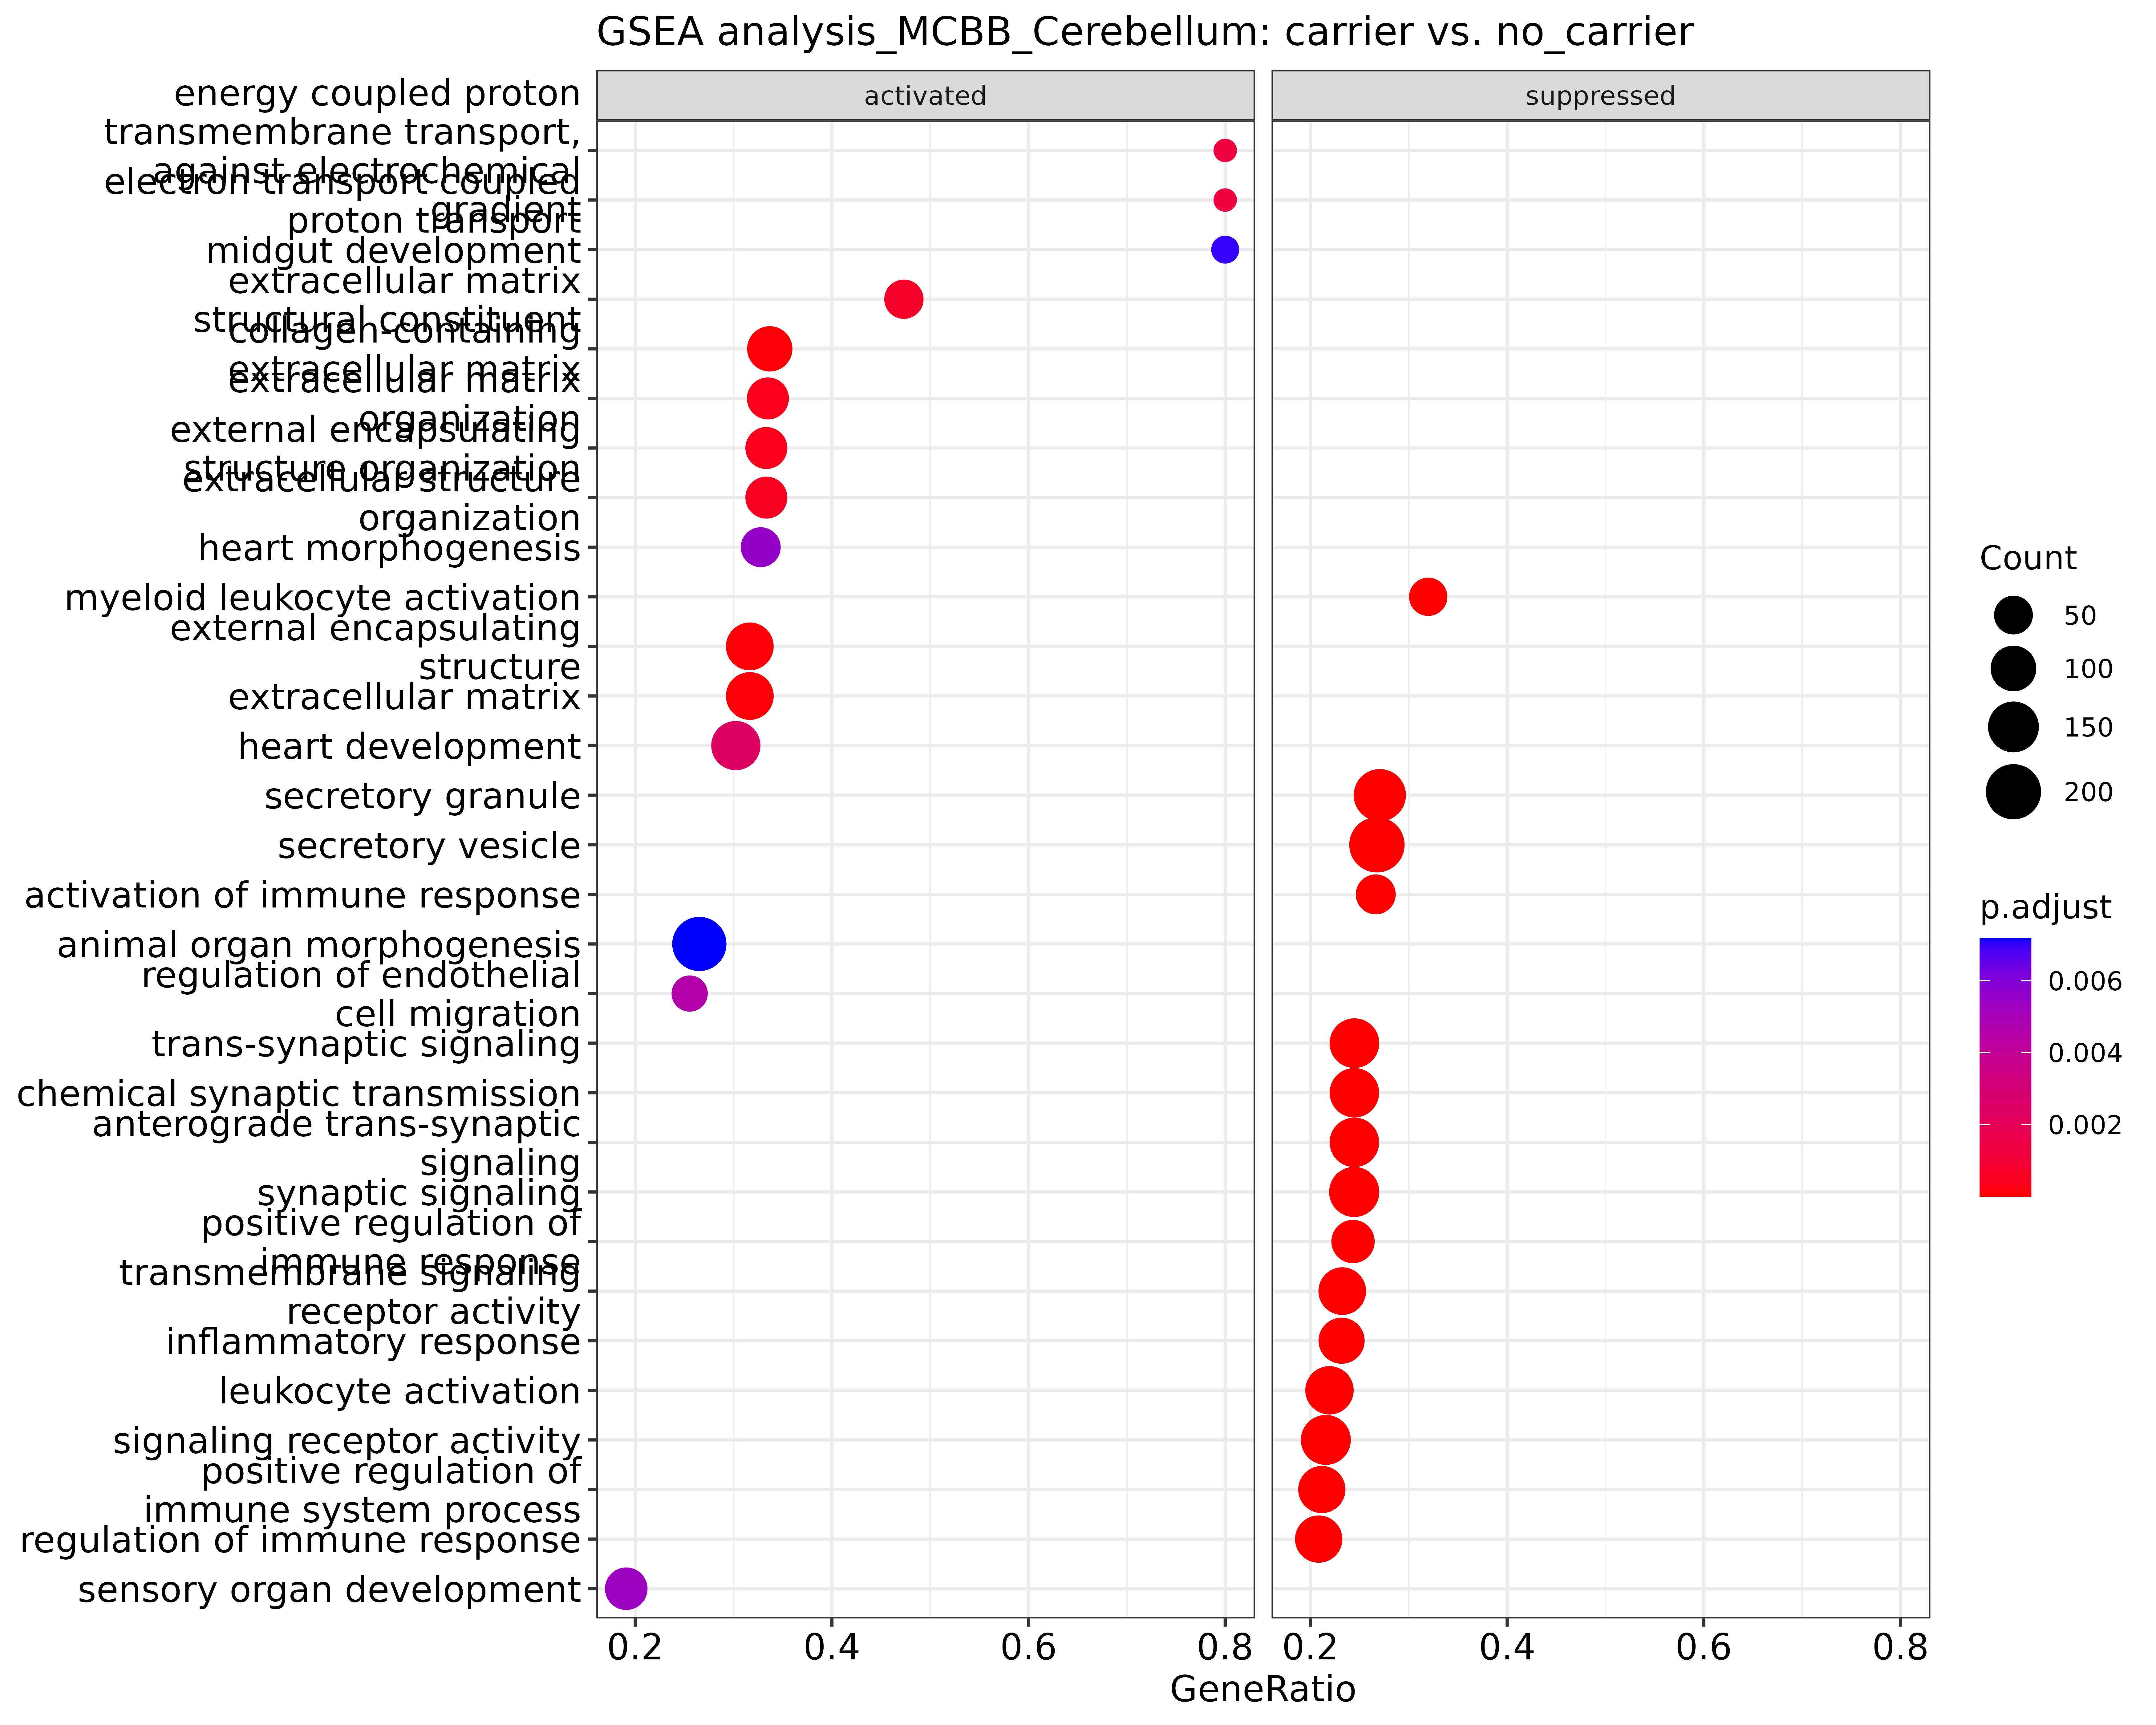 GSEA analysis_MCBB_Cerebellum: carrier vs. no_carrier
activated
suppressed
energy coupled proton
transmembrane transport,
against electrochemical
gradient
electron transport coupled
proton transport
midgut development
extracellular matrix
structural constituent
collagen-containing
extracellular matrix
extracellular matrix
organization
external encapsulating
structure organization
extracellular structure
organization
heart morphogenesis
myeloid leukocyte activation
external encapsulating
structure
extracellular matrix
heart development
secretory granule
secretory vesicle
activation of immune response
animal organ morphogenesis
regulation of endothelial
cell migration
trans-synaptic signaling
chemical synaptic transmission
anterograde trans-synaptic
signaling
synaptic signaling
positive regulation of
immune response
transmembrane signaling
receptor activity
inflammatory response
leukocyte activation
signaling receptor activity
positive regulation of
immune system process
regulation of immune response
sensory organ development
0.2 0.4 0.6 0.8 0.2 0.4 0.6 0.8
GeneRatio
Count
50
100
150
200
p.adjust
0.006
0.004
0.002